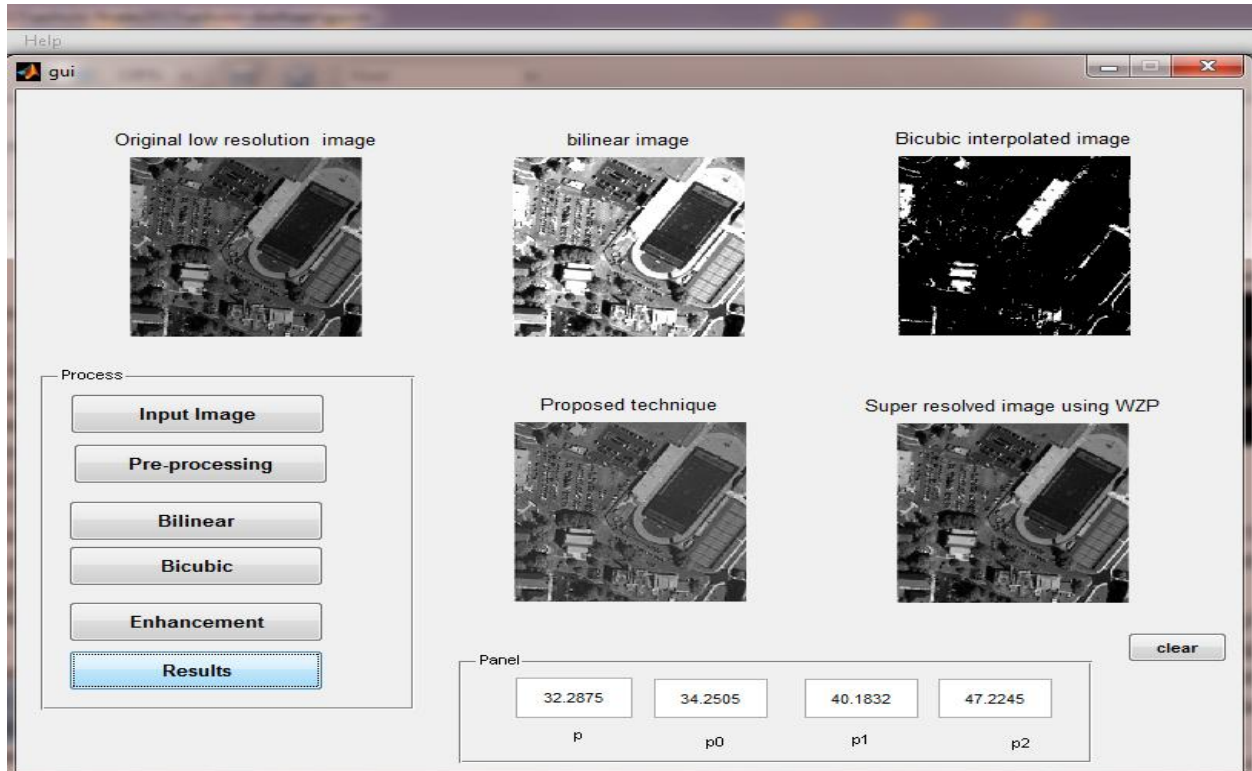 Help
gui
Original low resolution image
bilinear image
Bicubic interpolated image
Process
Input Image
Pre-processing
Bilinear
Bicubic
Enhancement
Results
Proposed technique
Super resolved image using WZP
clear
Panel
32.2875 34.2505 40.1832 47.2245
p p0 p1 p2